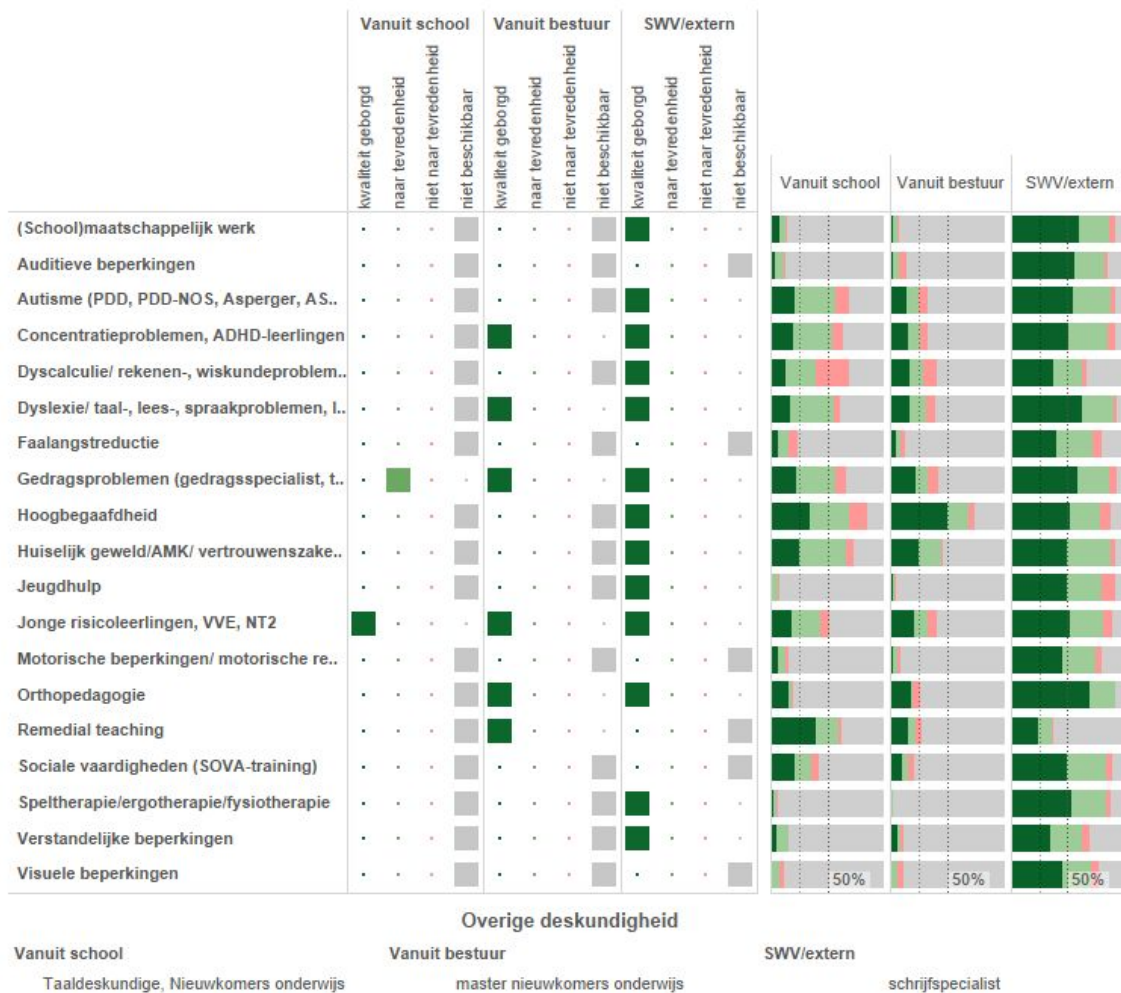 Vanuit school Vanuit bestuur SWV/extern
kwaliteit geborgd naar tevredenheid niet naar tevredenheid niet beschikbaar kwaliteit geborgd naar tevredenheid niet naar tevredenheid niet beschikbaar kwaliteit geborgd naar tevredenheid niet naar tevredenheid niet beschikbaar
Vanuit school Vanuit bestuur SWV/extern
(School)maatschappelijk werk
Auditieve beperkingen
Autisme (PDD, PDD-NOS, Asperger, AS..
Concentratieproblemen, ADHD-leerlingen
Dyscalculie/ rekenen-, wiskundeproblem..
Dyslexie/ taal-, lees-, spraakproblemen, l..
Faalangstreductie
Gedragsproblemen (gedragsspecialist, t..
Hoogbegaafdheid
Huiselijk geweld/AMK/ vertrouwenszake..
Jeugdhulp
Jonge risicoleerlingen, VVE, NT2
Motorische beperkingen/ motorische re..
Orthopedagogie
Remedial teaching
Sociale vaardigheden (SOVA-training)
Speltherapie/ergotherapie/fysiotherapie
Verstandelijke beperkingen
Visuele beperkingen 50% 50% 50%
Overige deskundigheid
Vanuit school Vanuit bestuur SWV/extern
Taaldeskundige, Nieuwkomers onderwijs master nieuwkomers onderwijs schrijfspecialist